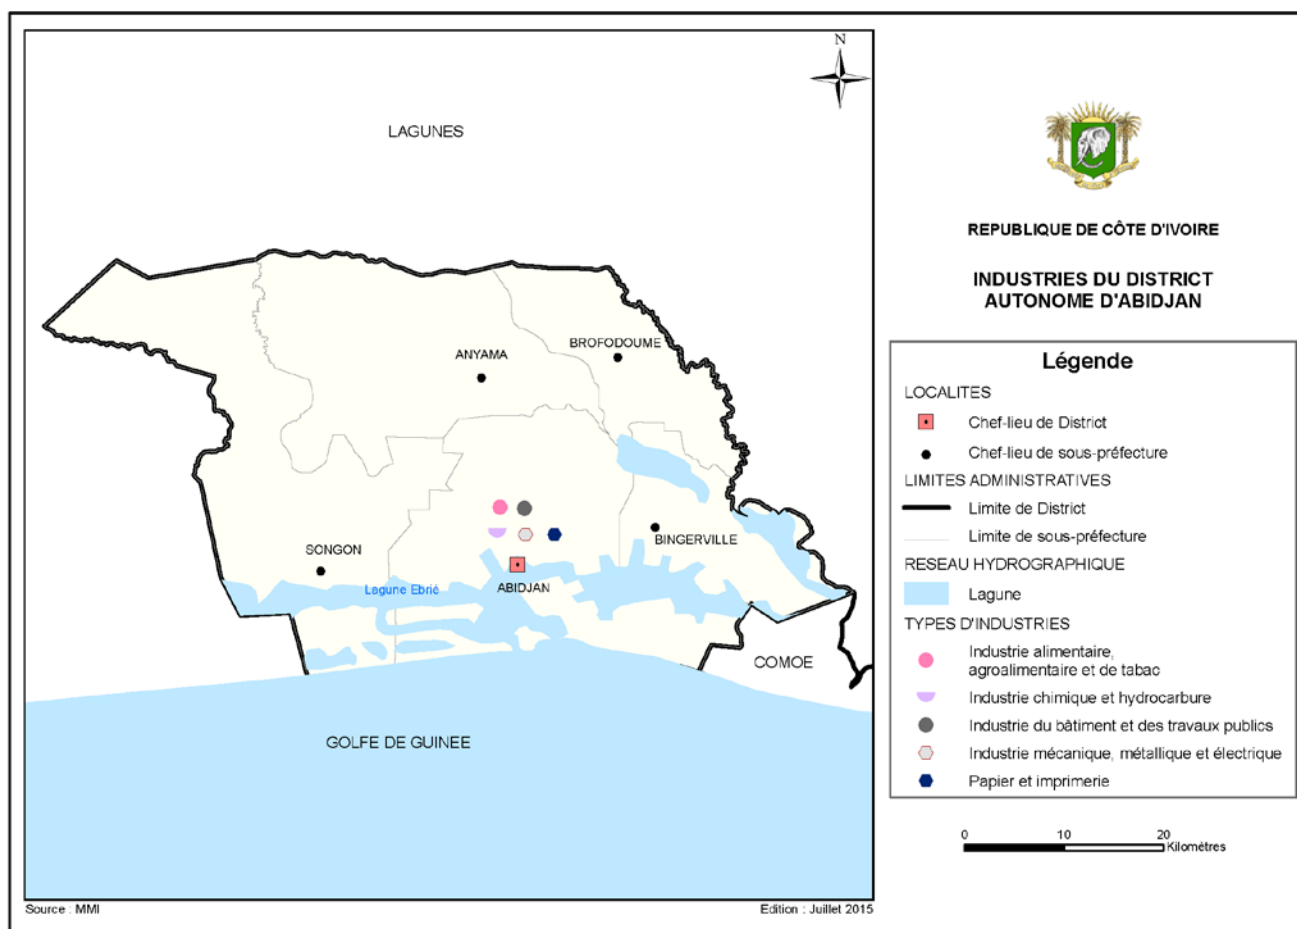 N
LAGUNES
BROFODOUME
ANYAMA
SONGON
BINGERVILLE
Lagune Ebrié
ABIDJAN
COMOE
GOLFE DE GUINEE
Source : MMI
Edition : Juillet 2015
REPUBLIQUE DE CÔTE D'IVOIRE
INDUSTRIES DU DISTRICT
AUTONOME D'ABIDJAN
Légende
LOCALITES
Chef-lieu de District
Chef-lieu de sous-préfecture
LIMITES ADMINISTRATIVES
Limite de District
Limite de sous-préfecture
RESEAU HYDROGRAPHIQUE
Lagune
TYPES D'INDUSTRIES
Industrie alimentaire,
agroalimentaire et de tabac
Industrie chimique et hydrocarbure
Industrie du bâtiment et des travaux publics
Industrie mécanique, métallique et électrique
Papier et imprimerie
0 10 20
Kilomètres